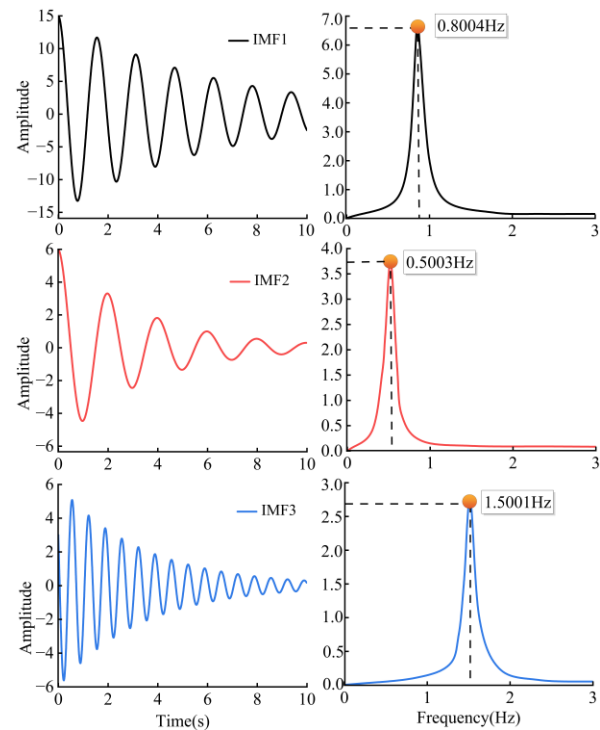 IMF1
Amplitude
15
10
5
0
−5
−10
−15
0 2 4 6 8 10
0.8004Hz
7.0
6.0
5.0
4.0
3.0
2.0
1.0
0.0
0 1 2 3
IMF2
Amplitude
6
4
2
0
−2
−4
−6
0 2 4 6 8 10
0.5003Hz
4.0
3.5
3.0
2.5
2.0
1.5
1.0
0.5
0.0
0 1 2 3
IMF3
Amplitude
6
4
2
0
−2
−4
−6
0 2 4 6 8 10
Time(s)
1.5001Hz
3.0
2.5
2.0
1.5
1.0
0.5
0.0
0 1 2 3
Frequency(Hz)